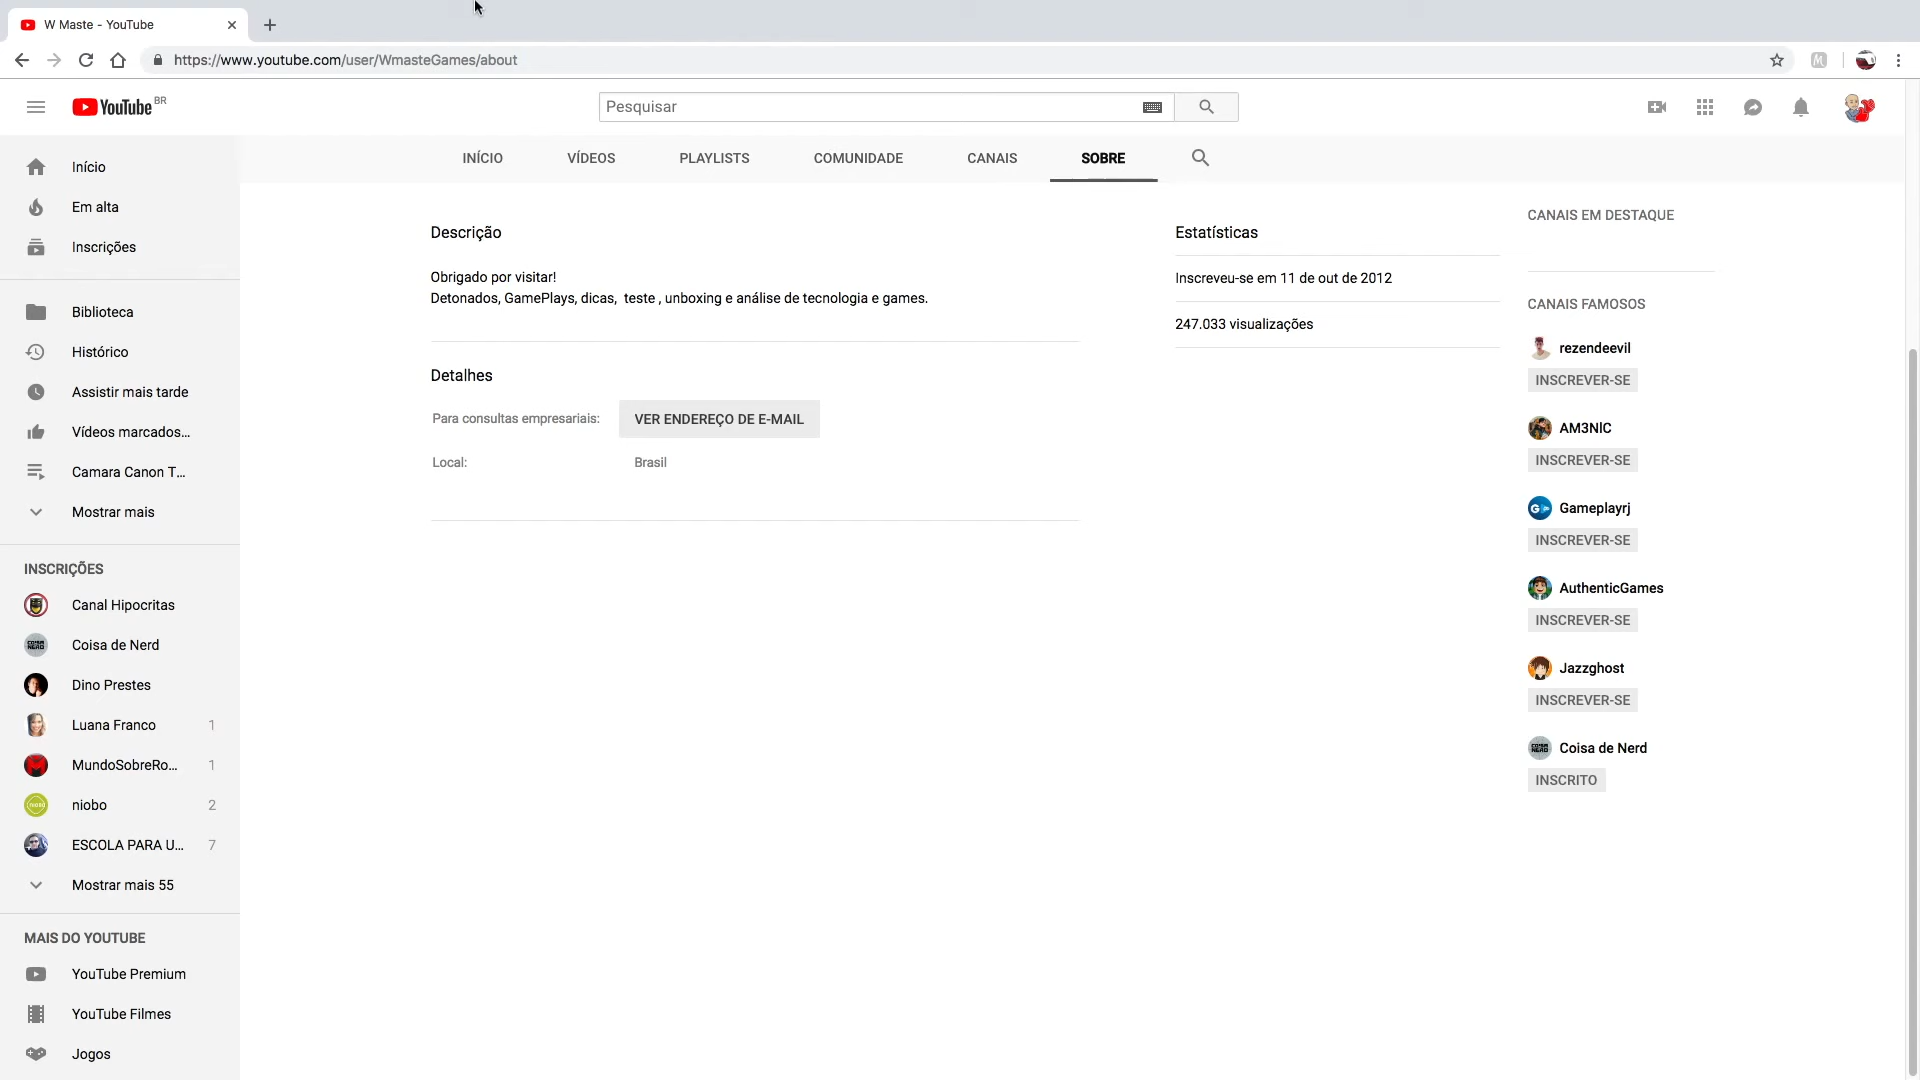 W Maste - YouTube
https://www.youtube.com/user/WmasteGames/about
YouTube BR
Pesquisar
INÍCIO
VÍDEOS
PLAYLISTS
COMUNIDADE
CANAIS
SOBRE
Início
Em alta
Inscrições
Biblioteca
Histórico
Assistir mais tarde
Vídeos marcados...
Camara Canon T...
Mostrar mais
INSCRIÇÕES
Canal Hipocritas
Coisa de Nerd
Dino Prestes
Luana Franco 1
MundoSobreRo... 1
niobo 2
ESCOLA PARA U... 7
Mostrar mais 55
MAIS DO YOUTUBE
YouTube Premium
YouTube Filmes
Jogos
Descrição
Obrigado por visitar!
Detonados, GamePlays, dicas,  teste , unboxing e análise de tecnologia e games.
Detalhes
Para consultas empresariais: VER ENDEREÇO DE E-MAIL
Local: Brasil
Estatísticas
Inscreveu-se em 11 de out de 2012
247.033 visualizações
CANAIS EM DESTAQUE
CANAIS FAMOSOS
rezendeevil
INSCREVER-SE
AM3NIC
INSCREVER-SE
Gameplayrj
INSCREVER-SE
AuthenticGames
INSCREVER-SE
Jazzghost
INSCREVER-SE
Coisa de Nerd
INSCRITO